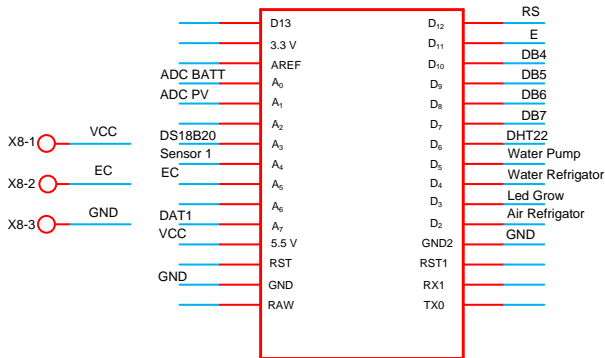 RS
D13 D12
E
3.3 V D11
DB4
AREF D10
ADC BATT DB5
A0 D9
ADC PV DB6
A1 D8
DB7
A2 D7
VCC DS18B20 DHT22
X8-1 A3 D6
Sensor 1 Water Pump
A4 D5
EC EC Water Refrigrator
X8-2 A5 D4
Led Grow
A6 D3
GND DAT1 Air Refrigator
X8-3 A7 D2
VCC GND
5.5 V GND2
RST RST1
GND
GND RX1
RAW TX0